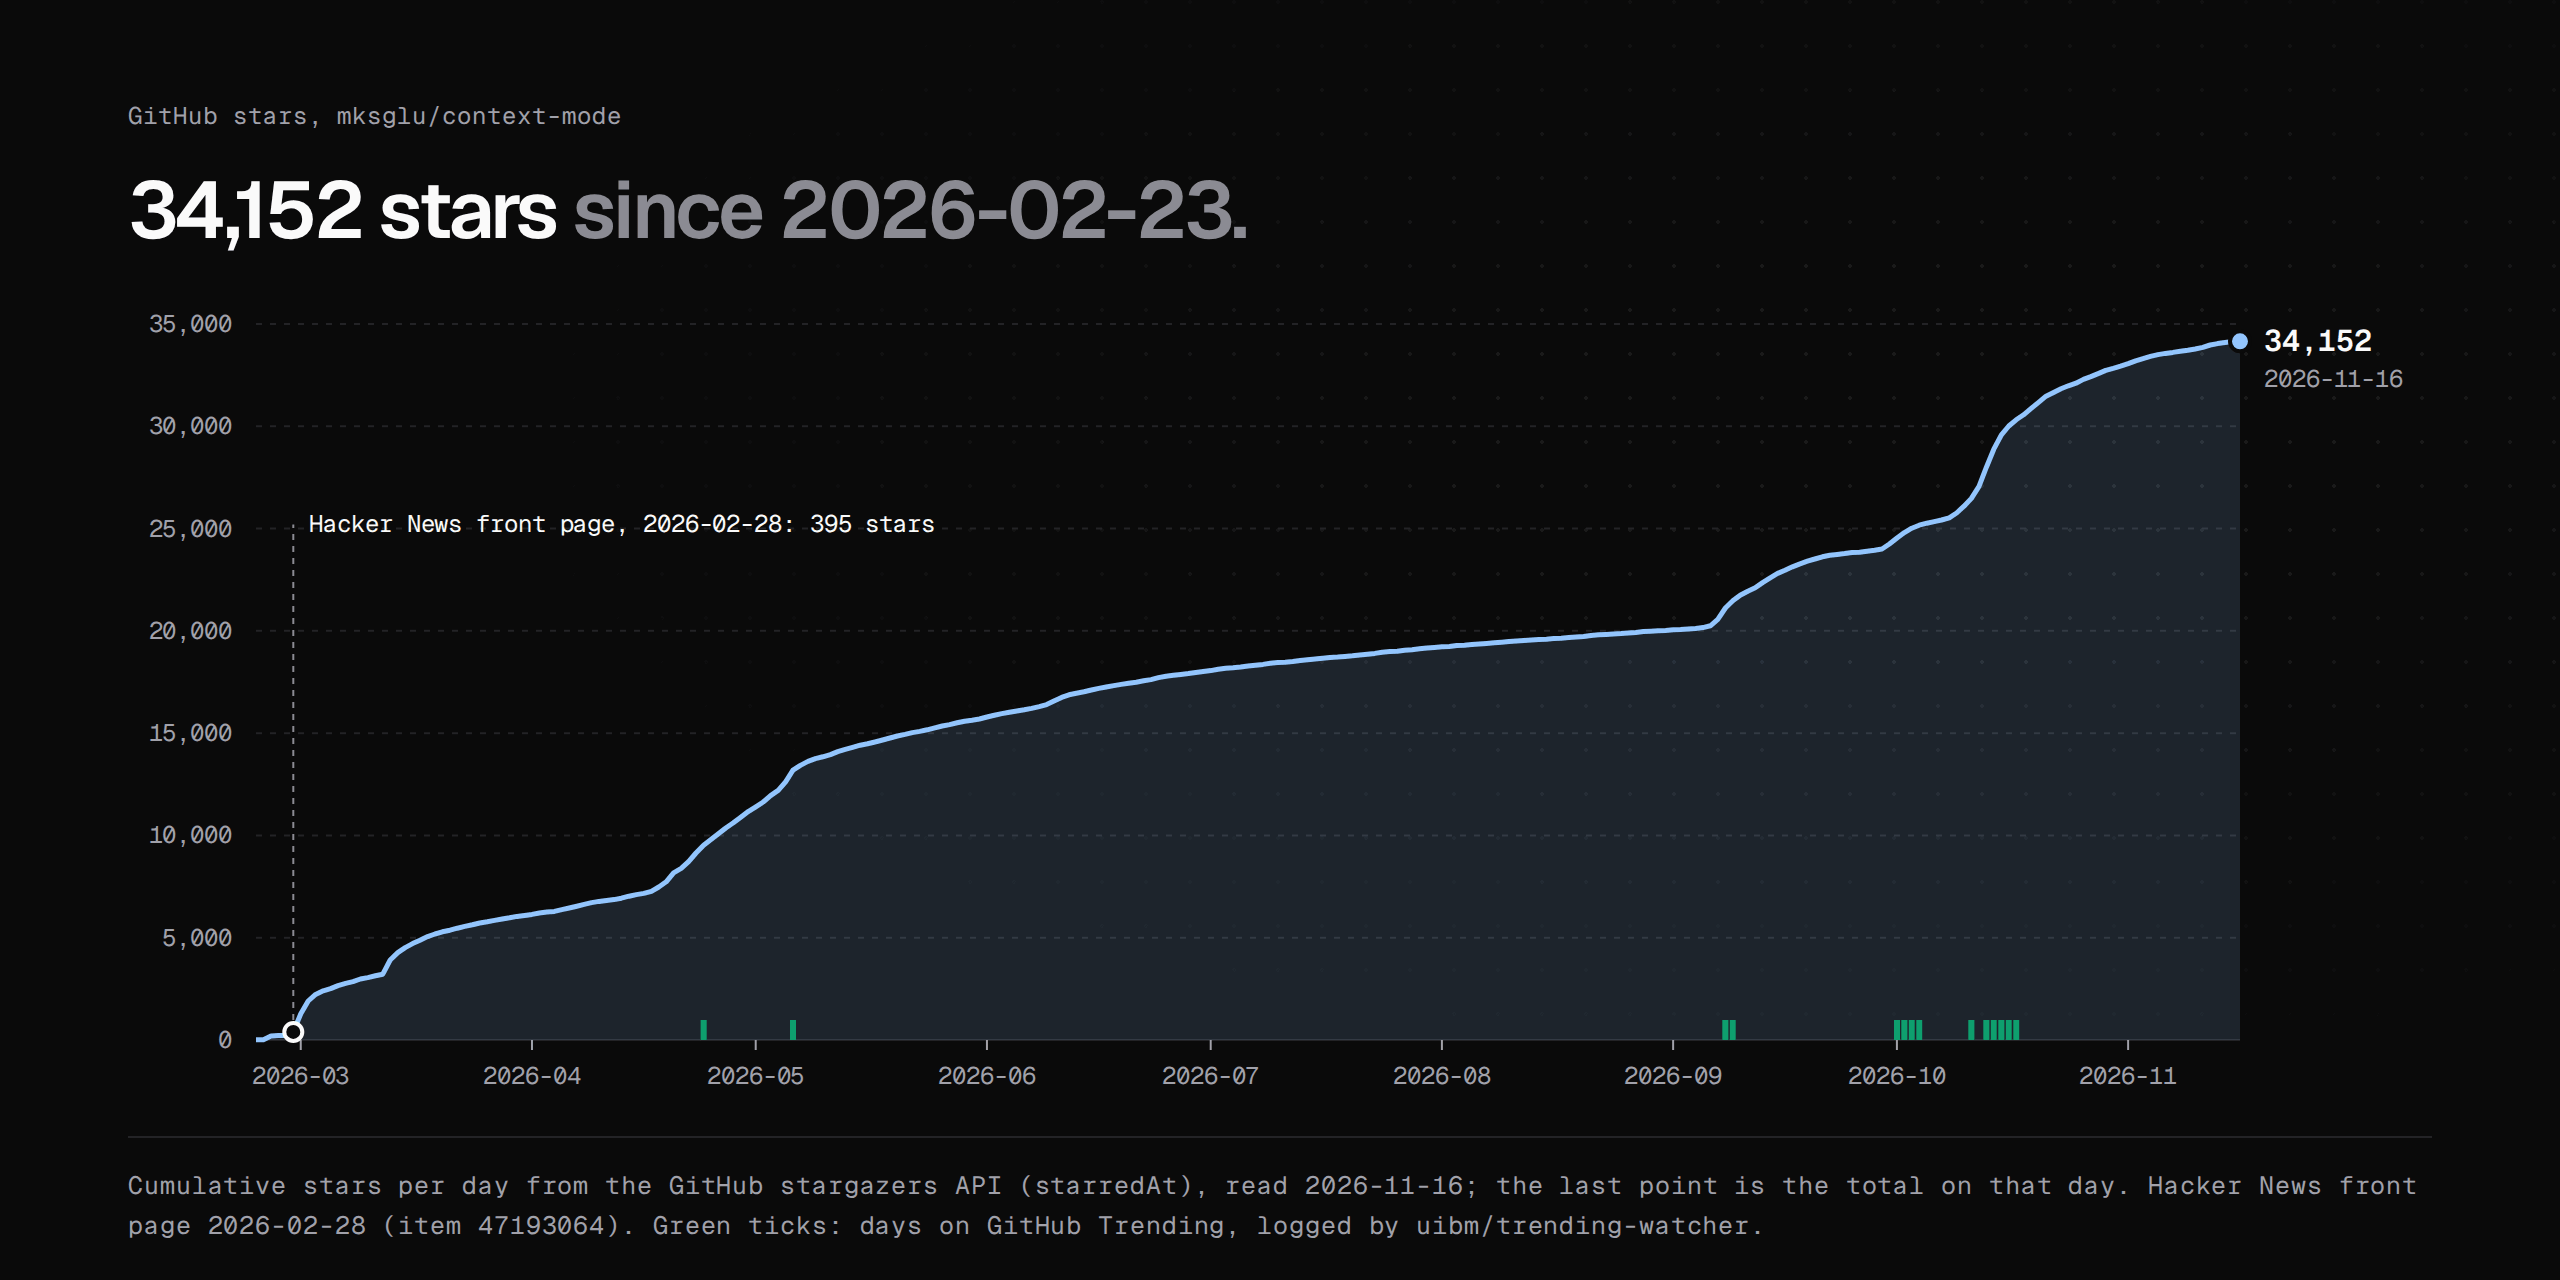 GitHub stars, mksglu/context-mode
34,152 stars since 2026-02-23.
35,000
34,152
2026-11-16
30,000
25,000
Hacker News front page, 2026-02-28: 395 stars
20,000
15,000
10,000
5,000
0
2026-03 2026-04 2026-05 2026-06 2026-07 2026-08 2026-09 2026-10 2026-11
Cumulative stars per day from the GitHub stargazers API (starredAt), read 2026-11-16; the last point is the total on that day. Hacker News front
page 2026-02-28 (item 47193064). Green ticks: days on GitHub Trending, logged by uibm/trending-watcher.